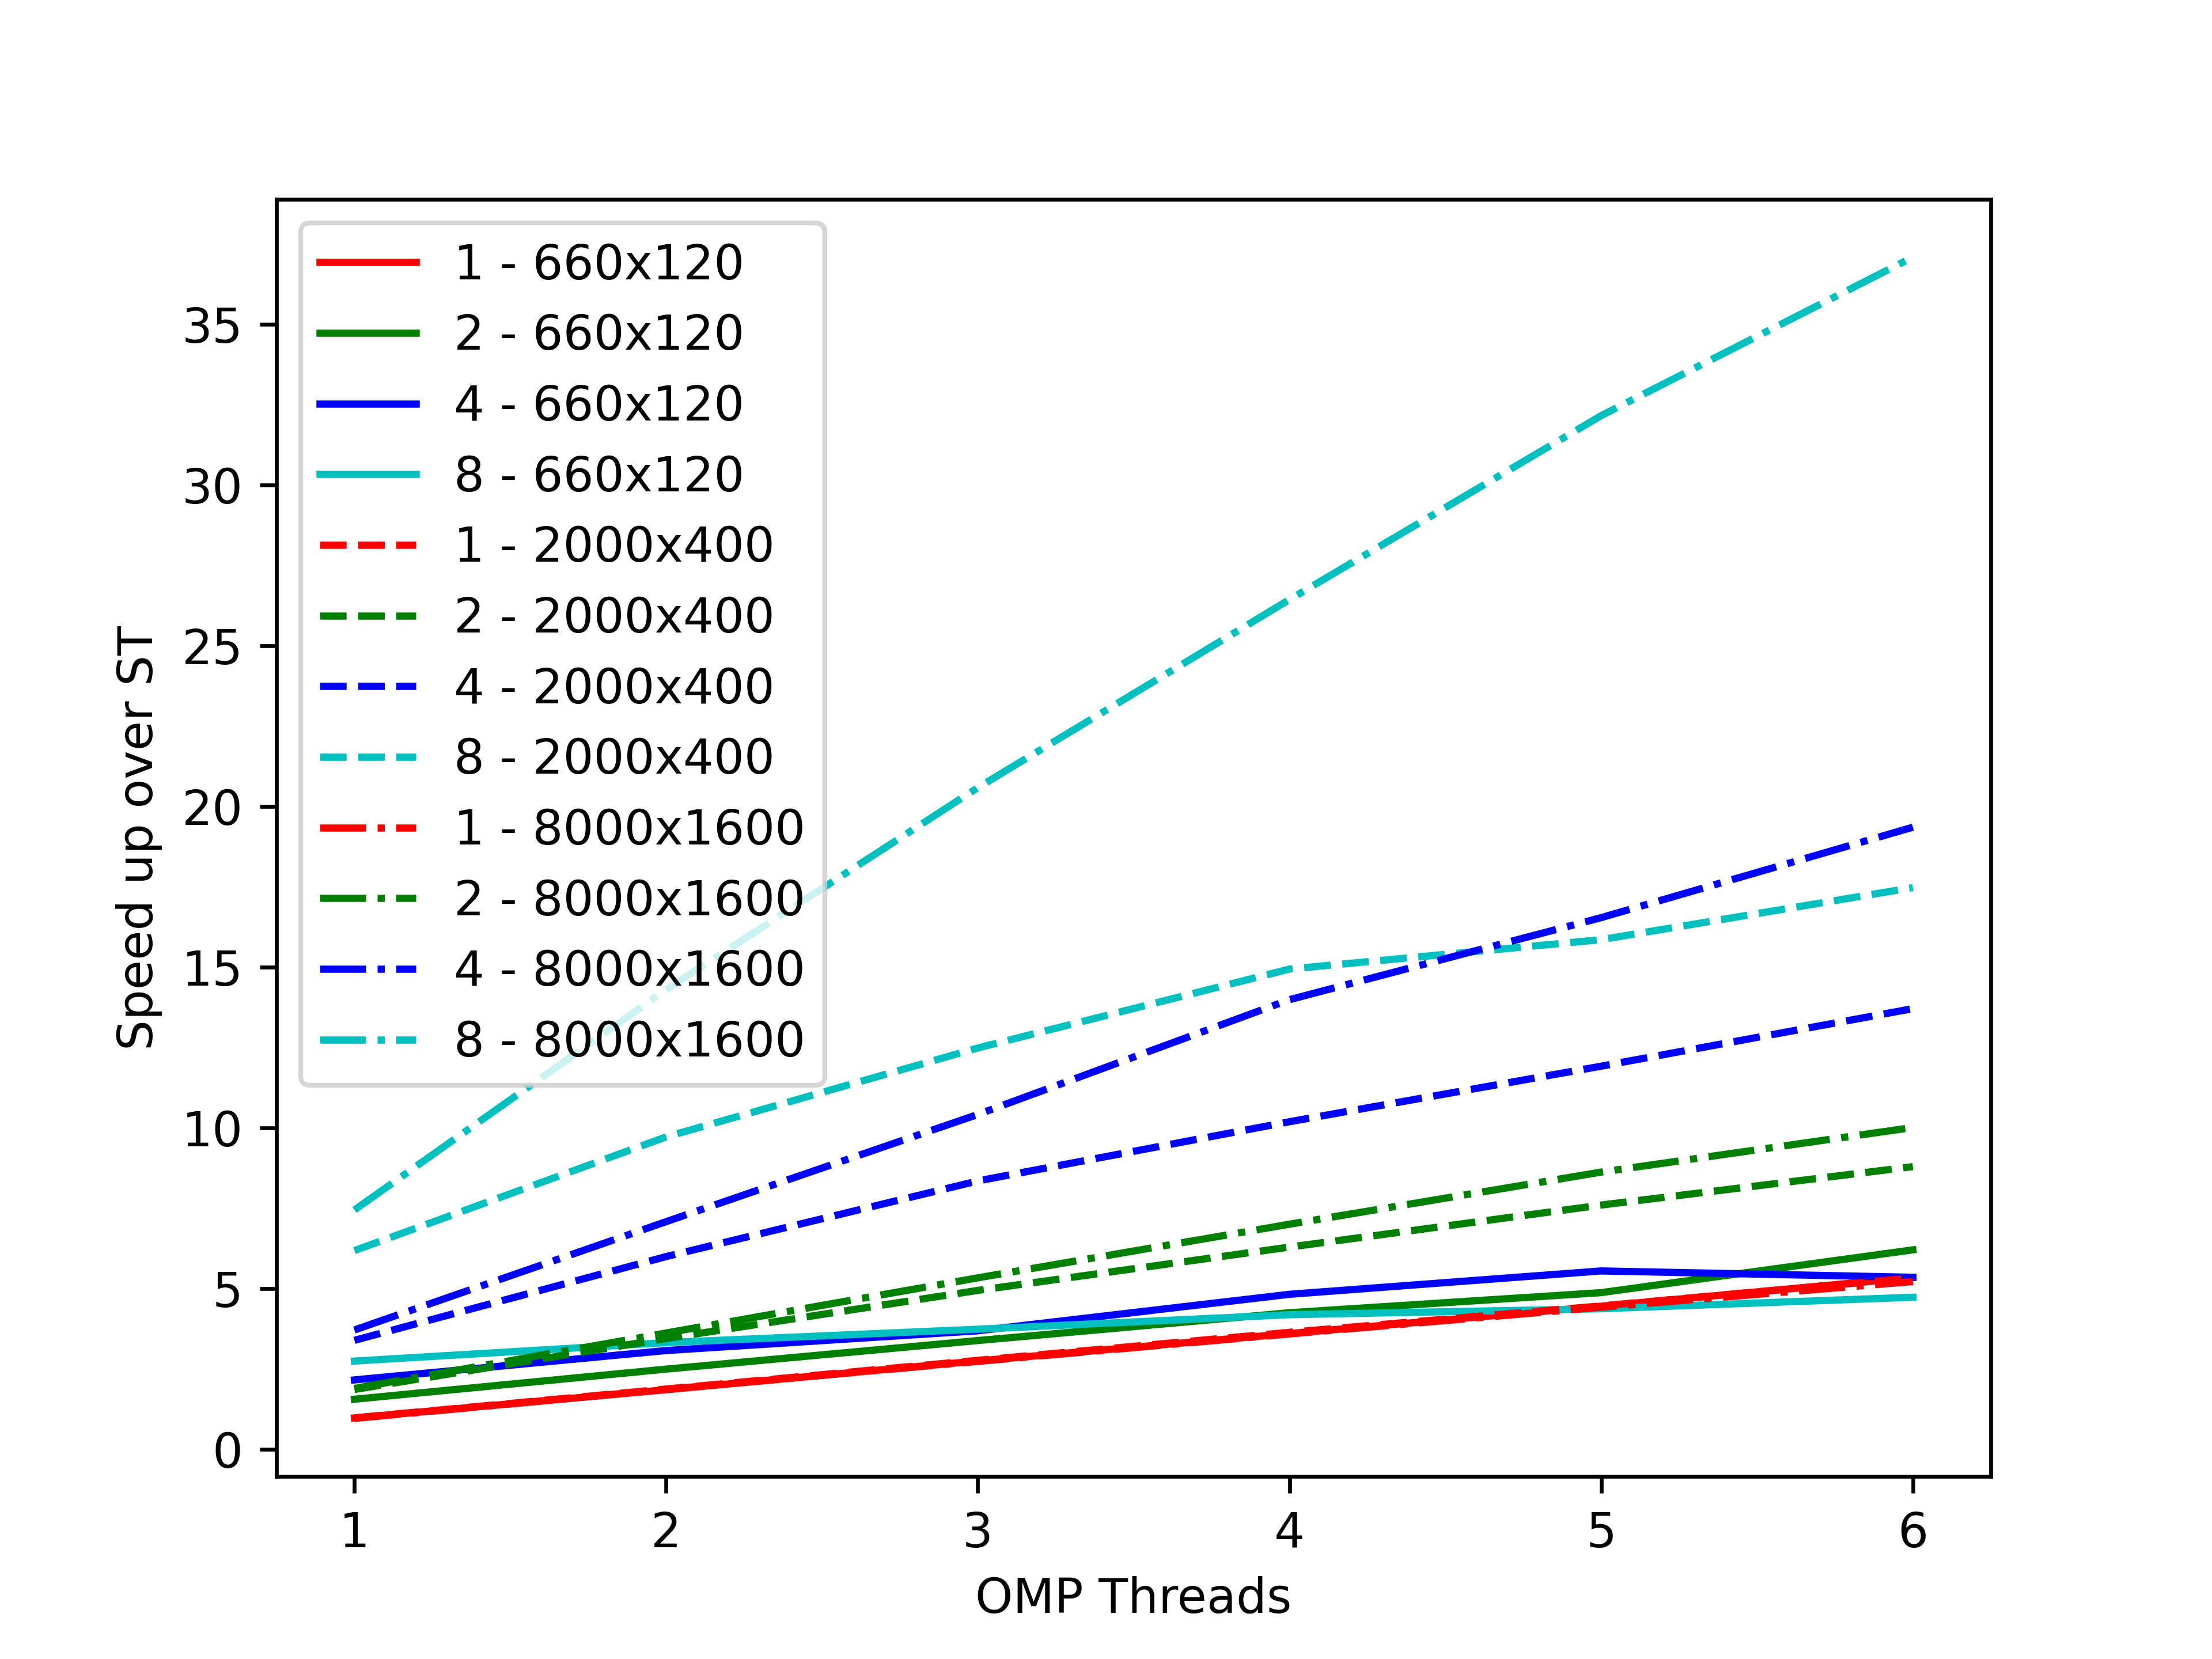 1 - 660x120
2 - 660x120
4 - 660x120
8 - 660x120
1 - 2000x400
2 - 2000x400
4 - 2000x400
8 - 2000x400
1 - 8000x1600
2 - 8000x1600
4 - 8000x1600
8 - 8000x1600
35
30
25
20
15
10
5
0
Speed up over ST
1 2 3 4 5 6
OMP Threads